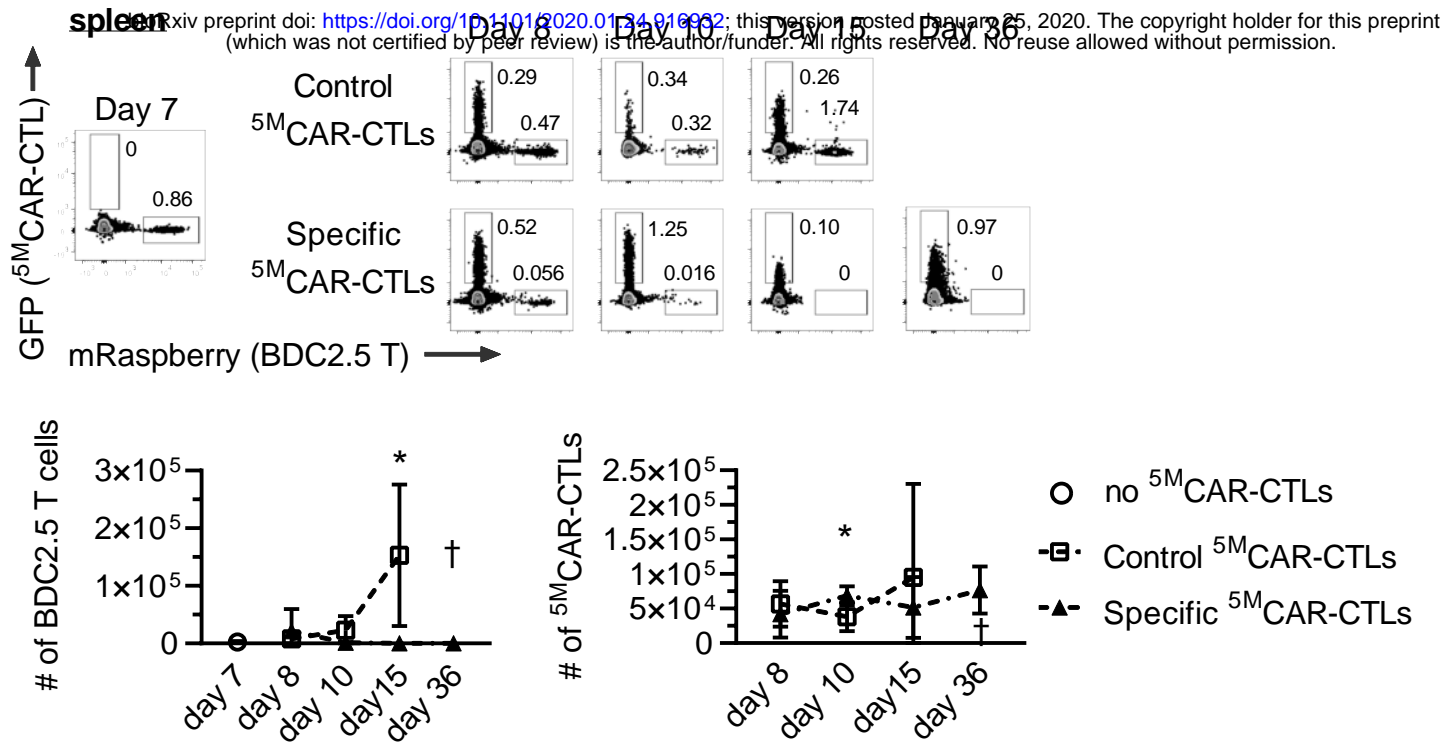 spleen
bioRxiv preprint doi: https://doi.org/10.1101/2020.01.24.916932; this version posted January 25, 2020. The copyright holder for this preprint
(which was not certified by peer review) is the author/funder. All rights reserved. No reuse allowed without permission.
Day 8 Day 10 Day 15 Day 36
GFP (5MCAR-CTL)
Day 7
0
0.86
Control
5MCAR-CTLs
0.29
0.47
0.34
0.32
0.26
1.74
Specific
5MCAR-CTLs
0.52
0.056
1.25
0.016
0.10
0
0.97
0
mRaspberry (BDC2.5 T)
# of BDC2.5 T cells
3×10^5
2×10^5
1×10^5
0
*
†
day 7
day 8
day 10
day15
day 36
# of 5MCAR-CTLs
2.5×10^5
2×10^5
1.5×10^5
1×10^5
5×10^4
0
*
†
day 8
day 10
day15
day 36
no 5MCAR-CTLs
Control 5MCAR-CTLs
Specific 5MCAR-CTLs